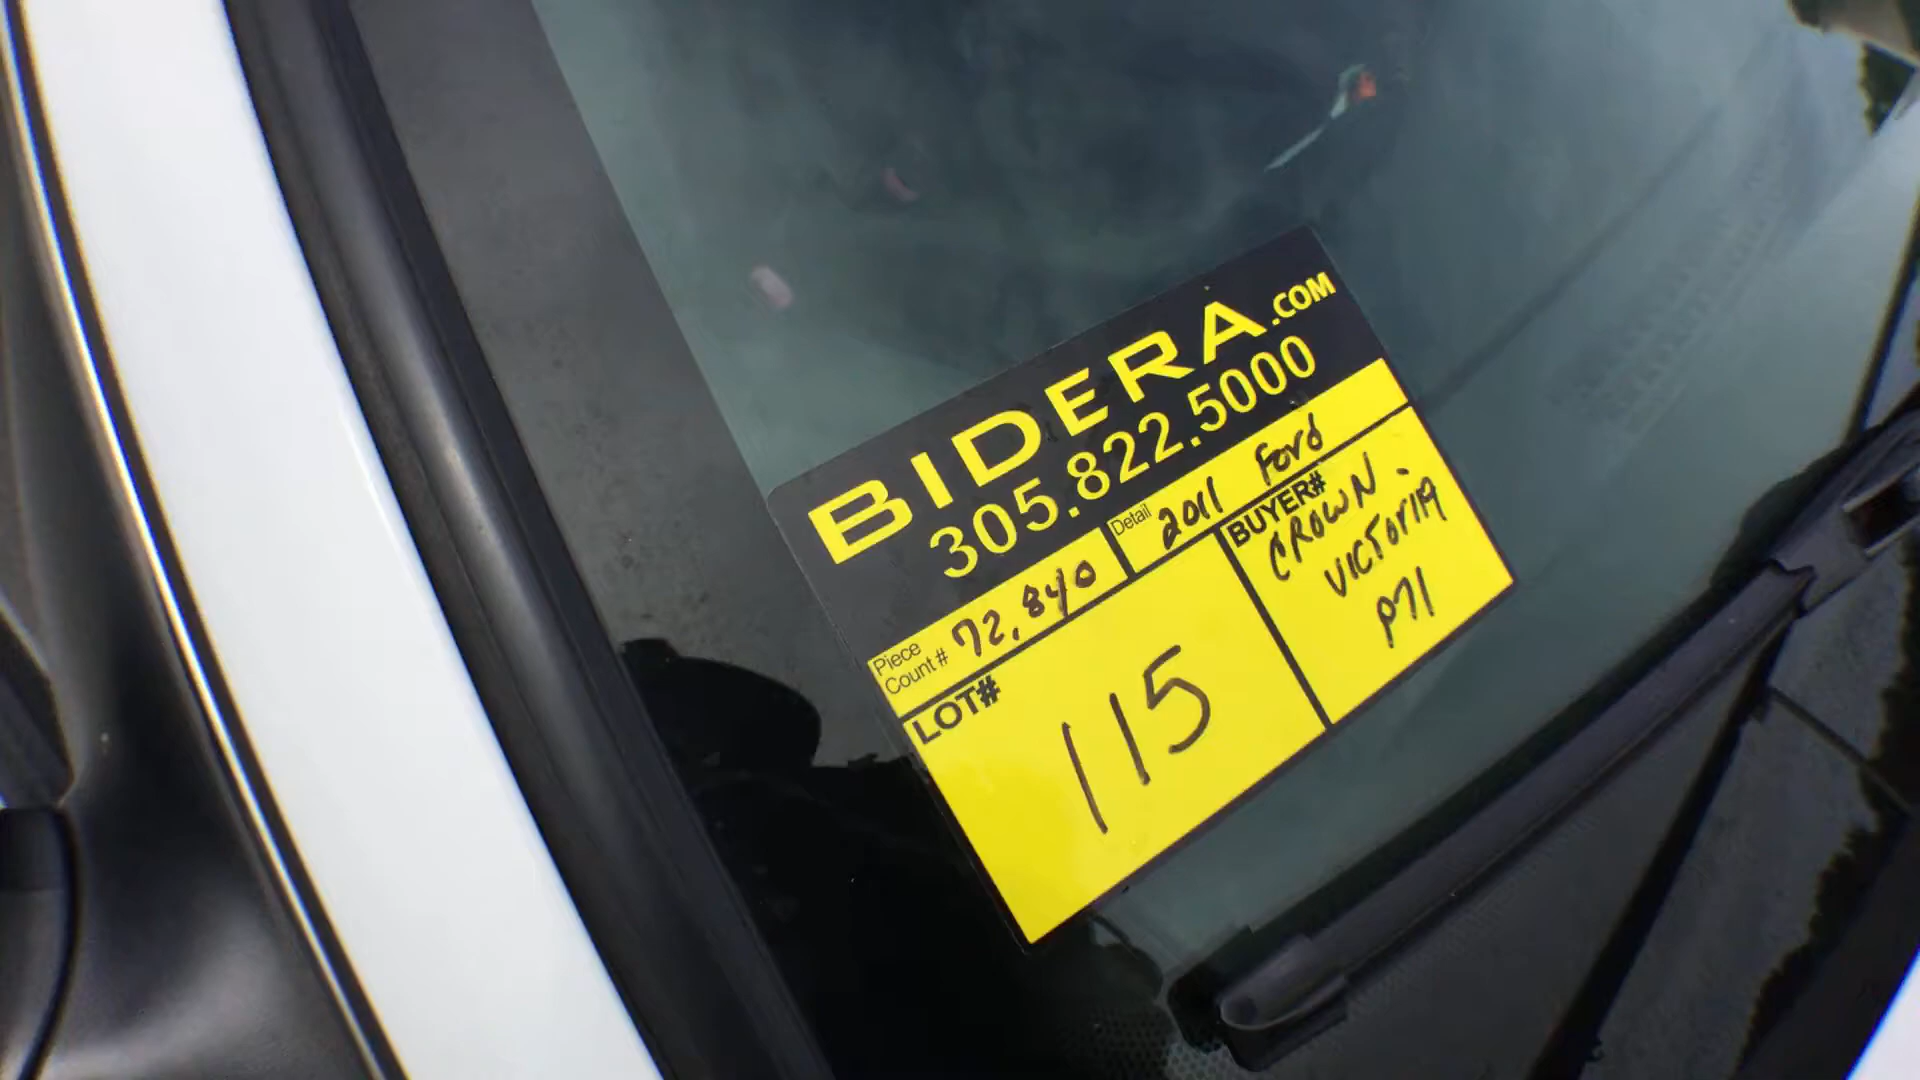 BIDERA.COM
305.822.5000
Piece Count# 72,840
Detail 2011 Ford
LOT# 115
BUYER#
CROWN
VICTORIA
P71